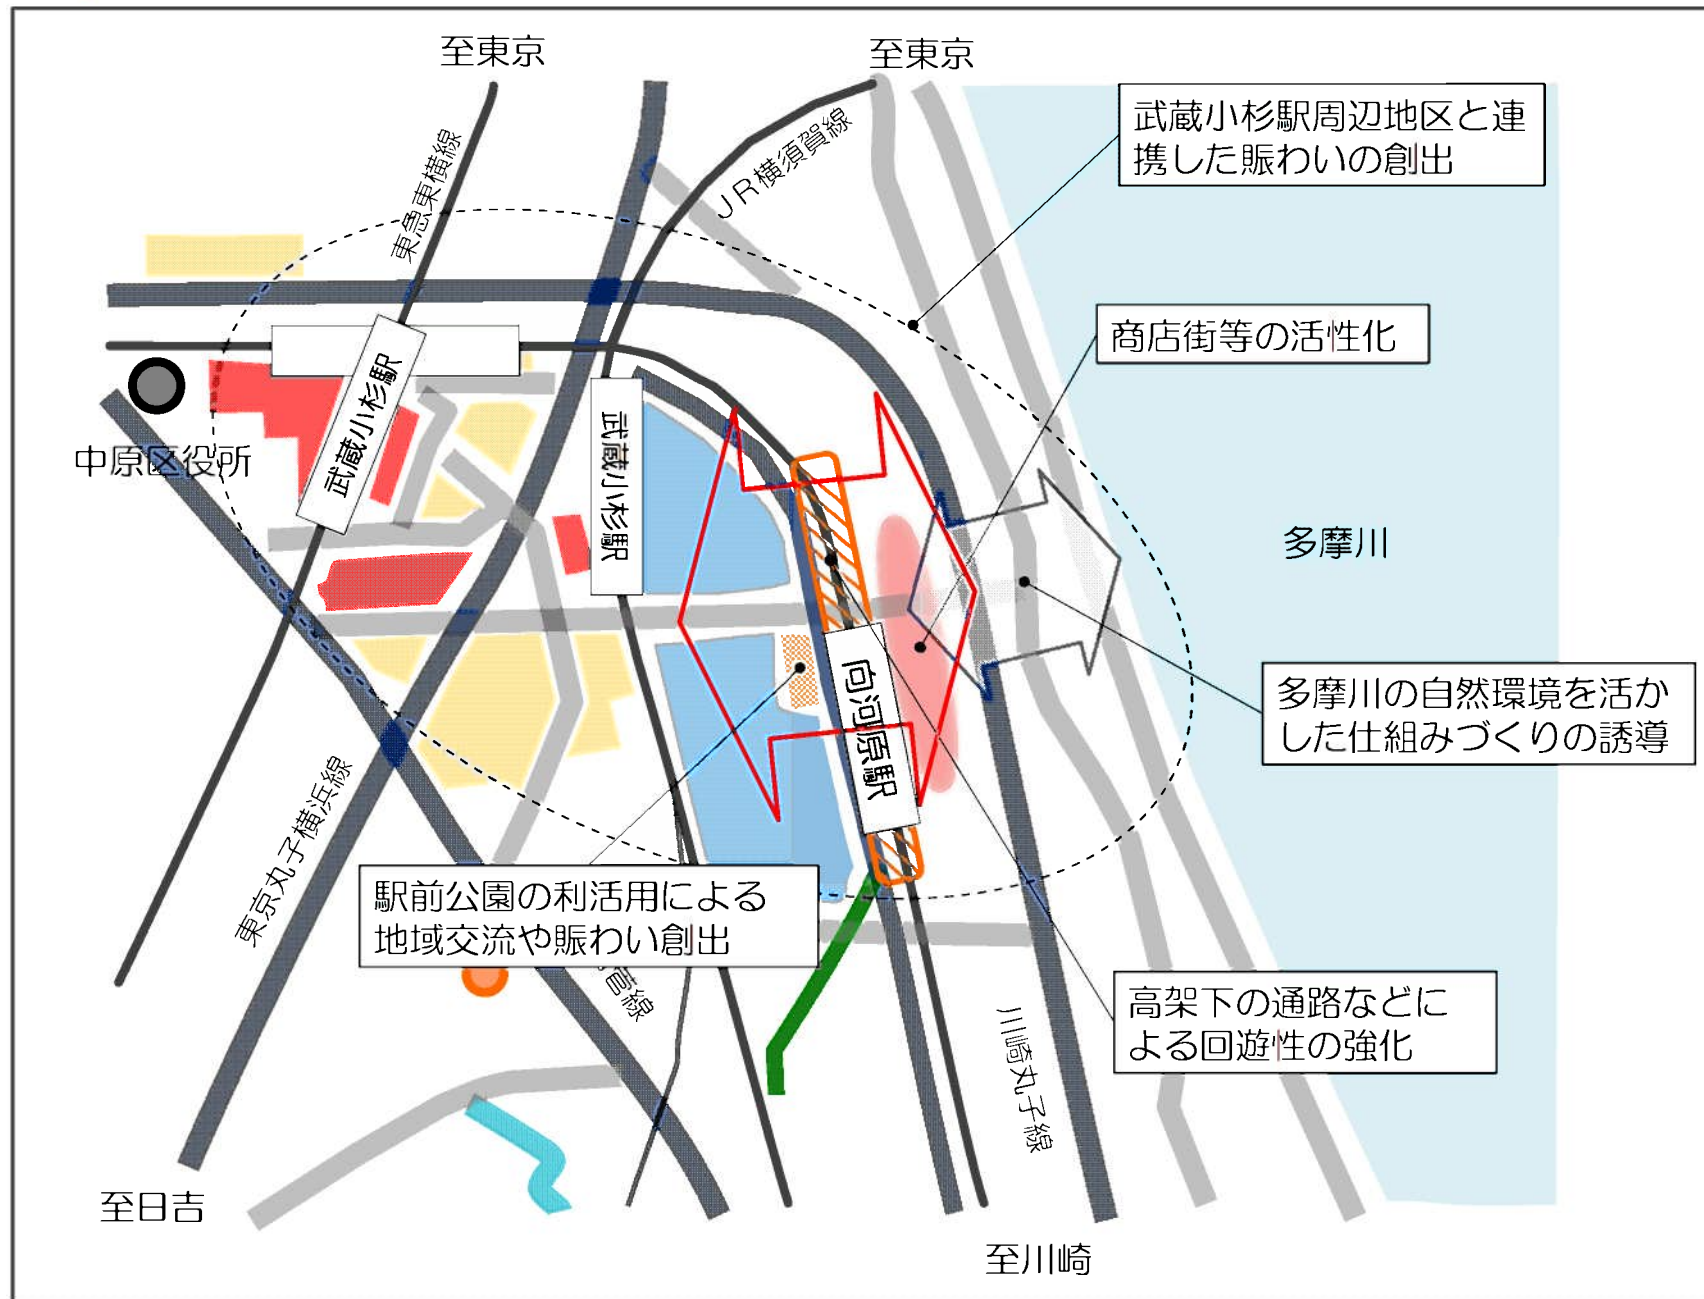 至東京
至東京
東急東横線
JR横須賀線
武蔵小杉駅周辺地区と連
携した賑わいの創出
商店街等の活性化
中原区役所
武蔵小杉駅
武蔵小杉駅
多摩川
向河原駅
多摩川の自然環境を活か
した仕組みづくりの誘導
東京丸子横浜線
駅前公園の利活用による
地域交流や賑わい創出
菅線
高架下の通路などに
よる回遊性の強化
川崎丸子線
至日吉
至川崎